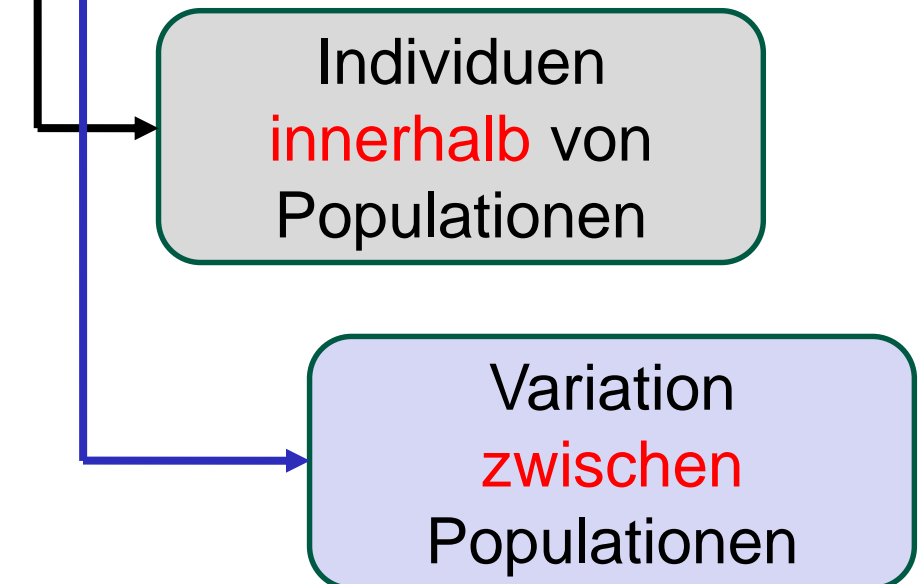 Individuen
innerhalb von
Populationen
Variation
zwischen
Populationen